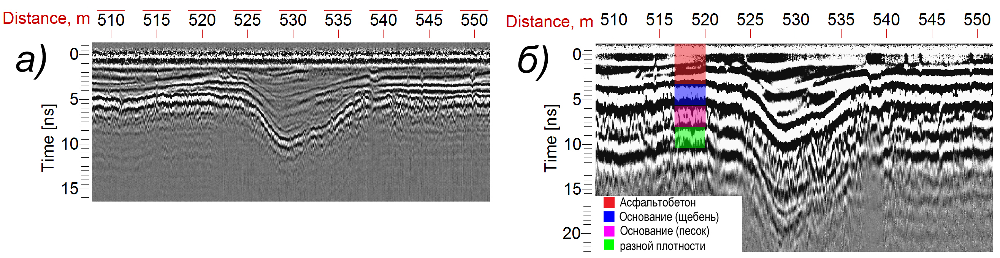 Distance, m 510 515 520 525 530 535 540 545 550
а)
0
5
10
15
Time [ns]
Distance, m 510 515 520 525 530 535 540 545 550
б)
0
5
10
15
20
Time [ns]
Асфальтобетон
Основание (щебень)
Основание (песок)
разной плотности